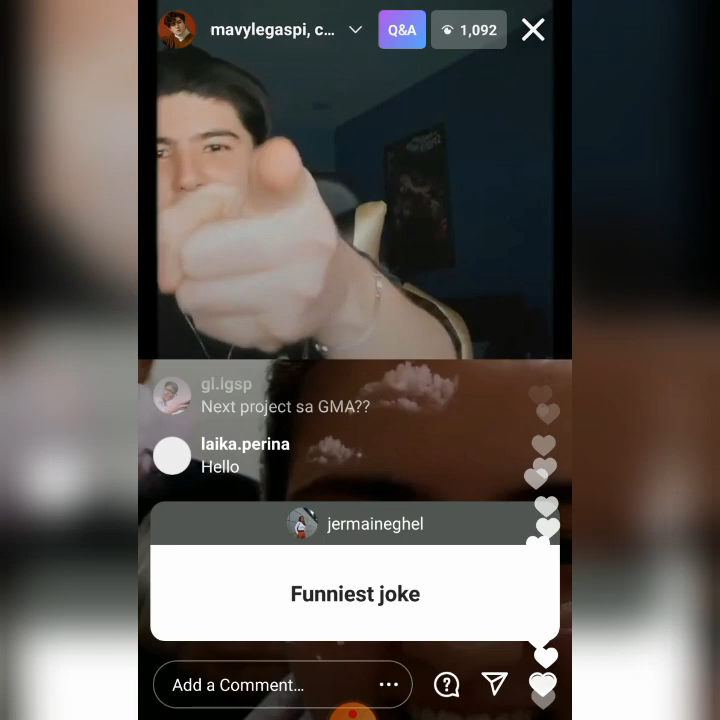 mavylegaspi, c...
Q&A
1,092
gl.lgsp
Next project sa GMA??
laika.perina
Hello
jermaineghel
Funniest joke
Add a Comment...